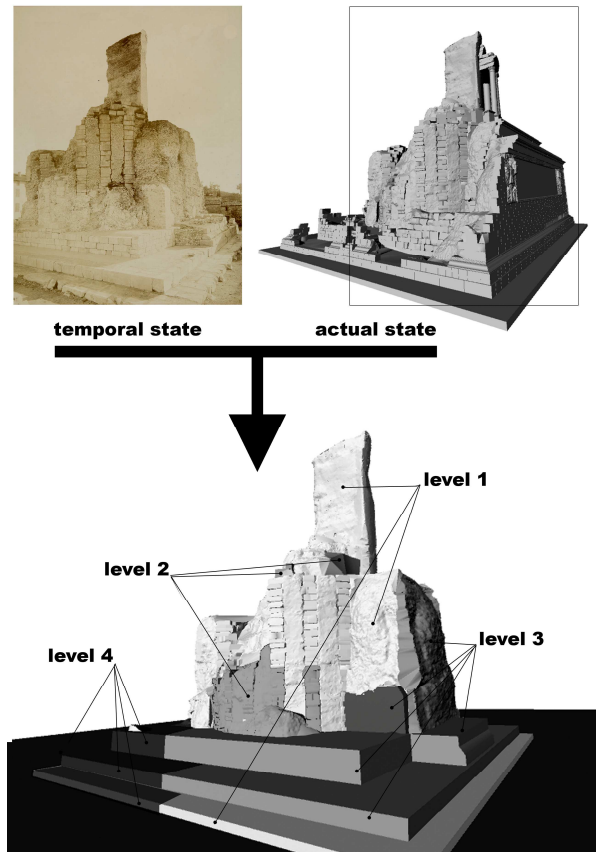 temporal state
actual state
level 1
level 2
level 3
level 4